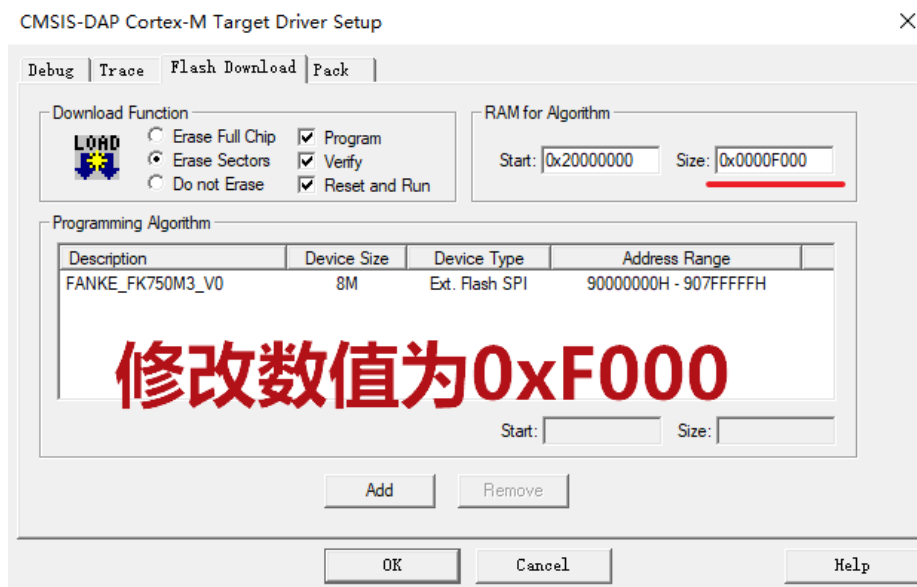 CMSIS-DAP Cortex-M Target Driver Setup
Debug Trace Flash Download Pack
Download Function
LOAD
Erase Full Chip
Erase Sectors
Do not Erase
Program
Verify
Reset and Run
RAM for Algorithm
Start: 0x20000000 Size: 0x0000F000
Programming Algorithm
Description Device Size Device Type Address Range
FANKE_FK750M3_V0 8M Ext. Flash SPI 90000000H - 907FFFFFH
修改数值为0xF000
Start: Size:
Add Remove
OK Cancel Help